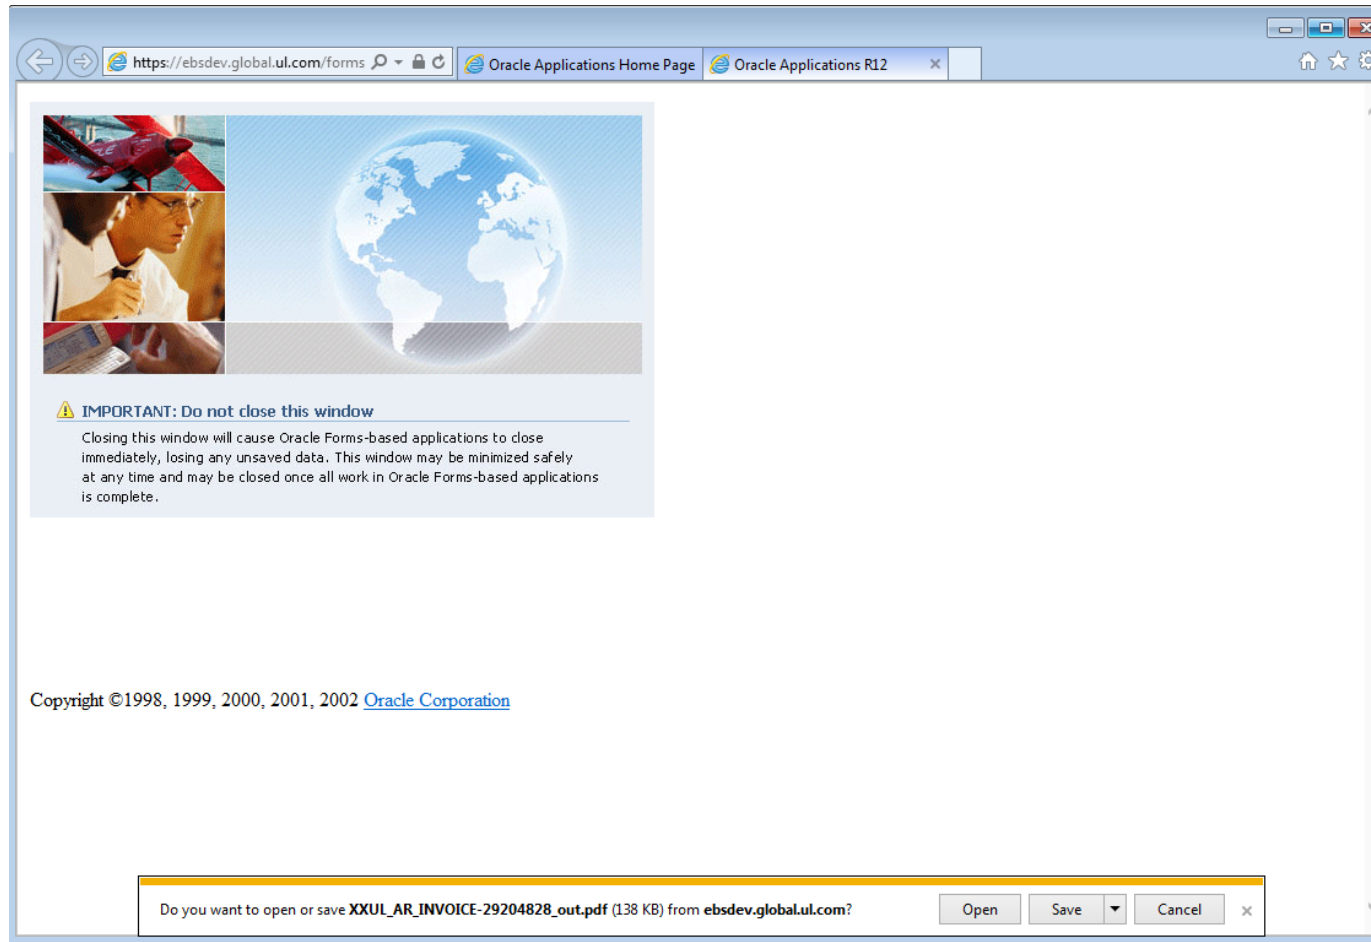 https://ebsdev.global.ul.com/forms
Oracle Applications Home Page
Oracle Applications R12
IMPORTANT: Do not close this window
Closing this window will cause Oracle Forms-based applications to close
immediately, losing any unsaved data. This window may be minimized safely
at any time and may be closed once all work in Oracle Forms-based applications
is complete.
Copyright ©1998, 1999, 2000, 2001, 2002 Oracle Corporation
Do you want to open or save XXUL_AR_INVOICE-29204828_out.pdf (138 KB) from ebsdev.global.ul.com?
Open
Save
Cancel